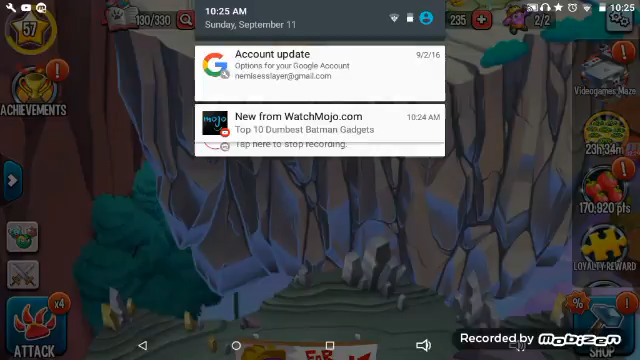 10:25
57
130/330
10:25 AM
Sunday, September 11
235
2/2
Account update
9/2/16
Options for your Google Account
nemisesslayer@gmail.com
mojo
New from WatchMojo.com
10:24 AM
Top 10 Dumbest Batman Gadgets
Tap here to stop recording.
ACHIEVEMENTS
Videogames Maze
23h 34m
170,920 pts
LOYALTY REWARD
x4
ATTACK
%
SHOP
FOR
Recorded by Mobizen